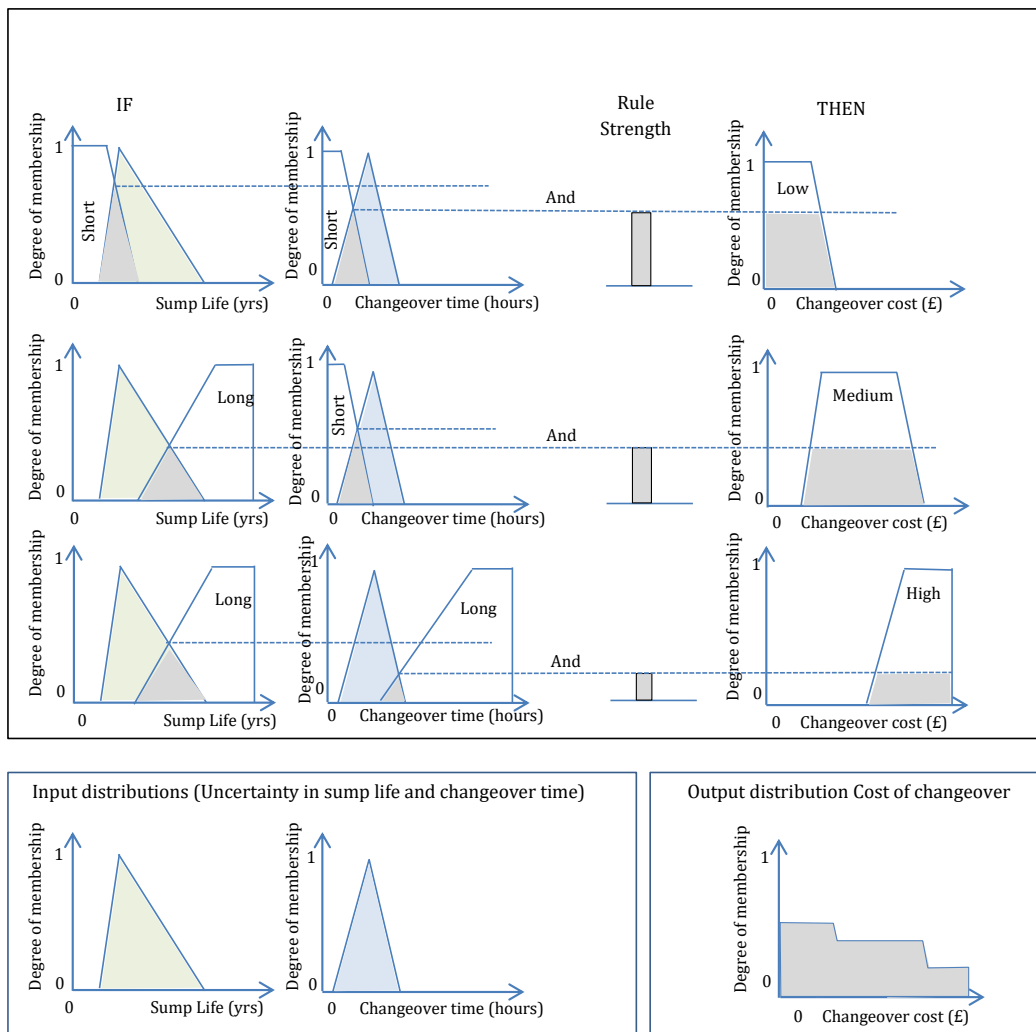 IF
Rule
Strength
THEN
Degree of membership
1
Short
0
0
Sump Life (yrs)
Degree of membership
1
Short
0
0
Changeover time (hours)
And
Degree of membership
1
Low
0
0
Changeover cost (£)
Degree of membership
1
Long
0
0
Sump Life (yrs)
Degree of membership
1
Short
0
0
Changeover time (hours)
And
Degree of membership
1
Medium
0
0
Changeover cost (£)
Degree of membership
1
Long
0
0
Sump Life (yrs)
Degree of membership
1
Long
0
0
Changeover time (hours)
And
Degree of membership
1
High
0
0
Changeover cost (£)
Input distributions (Uncertainty in sump life and changeover time)
Degree of membership
1
0
0
Sump Life (yrs)
Degree of membership
1
0
0
Changeover time (hours)
Output distribution Cost of changeover
Degree of membership
1
0
0
Changeover cost (£)